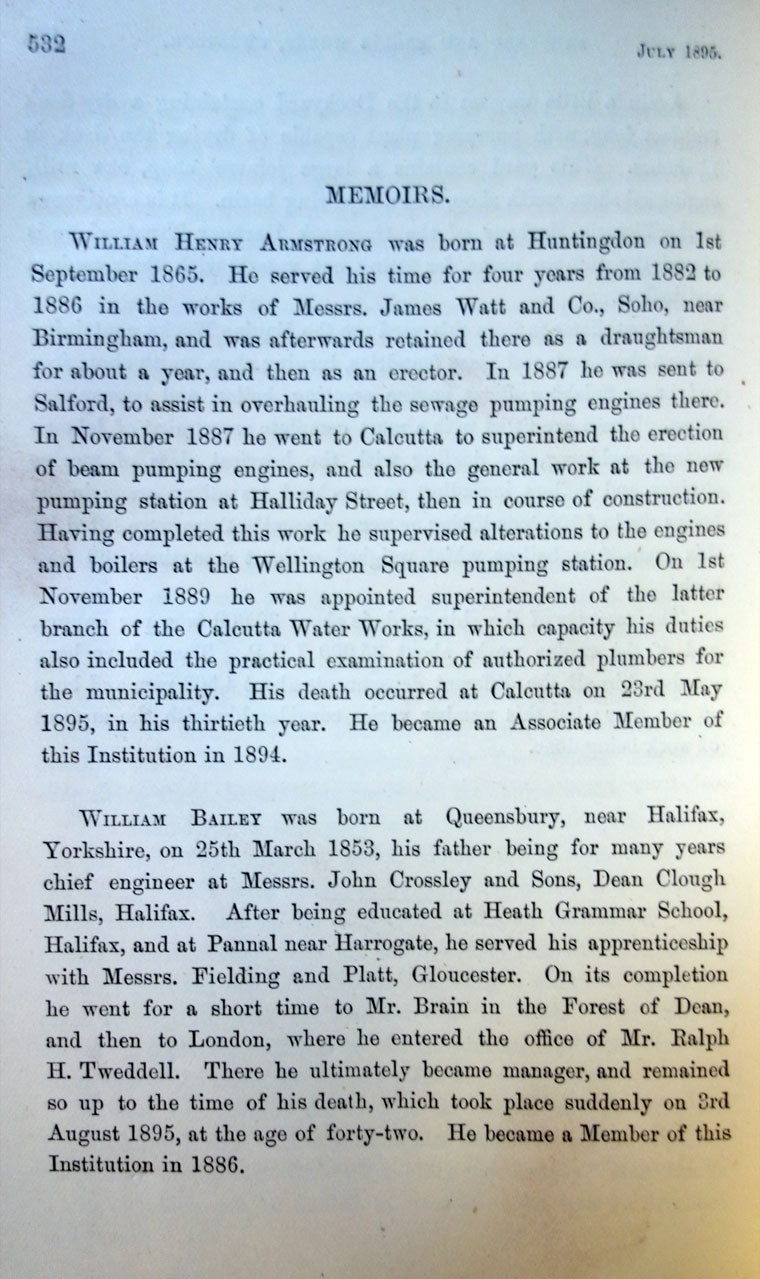 532
JULY 1895.
MEMOIRS.
WILLIAM HENRY ARMSTRONG was born at Huntingdon on 1st
September 1865. He served his time for four years from 1882 to
1886 in the works of Messrs. James Watt and Co., Soho, near
Birmingham, and was afterwards retained there as a draughtsman
for about a year, and then as an erector. In 1887 he was sent to
Salford, to assist in overhauling the sewage pumping engines there.
In November 1887 he went to Calcutta to superintend the erection
of beam pumping engines, and also the general work at the new
pumping station at Halliday Street, then in course of construction.
Having completed this work he supervised alterations to the engines
and boilers at the Wellington Square pumping station. On 1st
November 1889 he was appointed superintendent of the latter
branch of the Calcutta Water Works, in which capacity his duties
also included the practical examination of authorized plumbers for
the municipality. His death occurred at Calcutta on 23rd May
1895, in his thirtieth year. He became an Associate Member of
this Institution in 1894.
WILLIAM BAILEY was born at Queensbury, near Halifax,
Yorkshire, on 25th March 1853, his father being for many years
chief engineer at Messrs. John Crossley and Sons, Dean Clough
Mills, Halifax. After being educated at Heath Grammar School,
Halifax, and at Pannal near Harrogate, he served his apprenticeship
with Messrs. Fielding and Platt, Gloucester. On its completion
he went for a short time to Mr. Brain in the Forest of Dean,
and then to London, where he entered the office of Mr. Ralph
H. Tweddell. There he ultimately became manager, and remained
so up to the time of his death, which took place suddenly on 3rd
August 1895, at the age of forty-two. He became a Member of this
Institution in 1886.